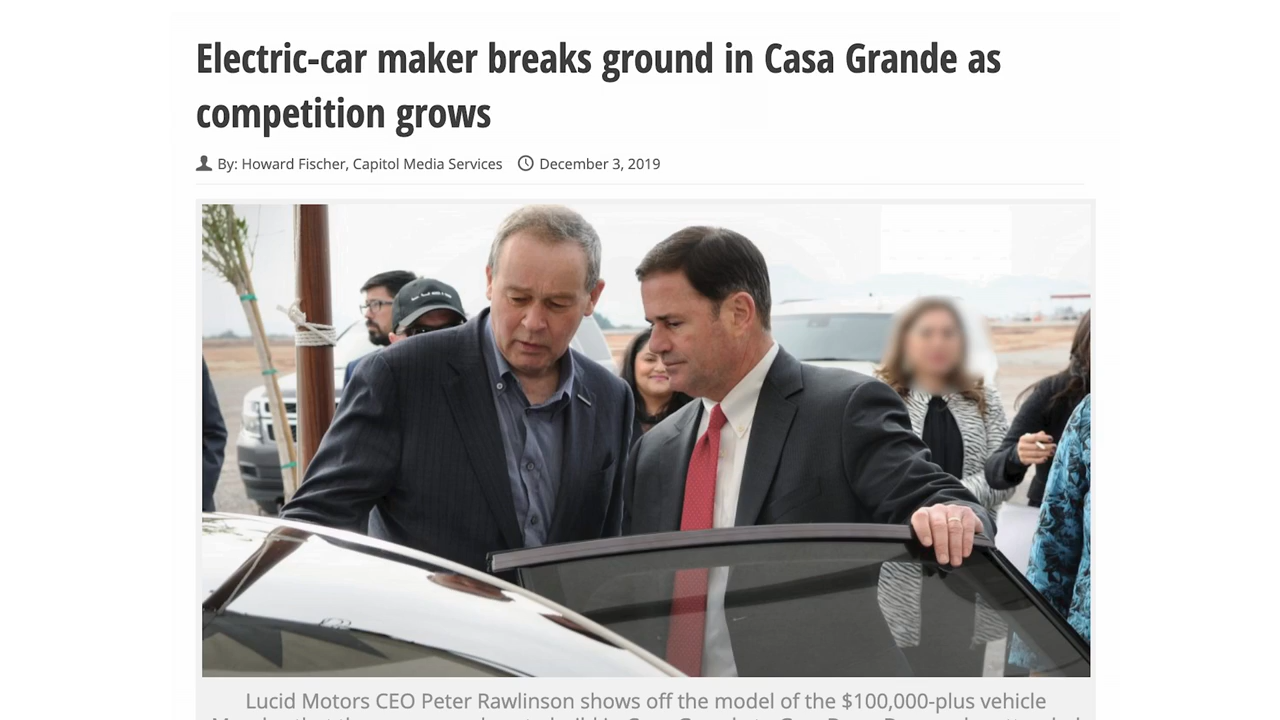 Electric-car maker breaks ground in Casa Grande as
competition grows
By: Howard Fischer, Capitol Media Services December 3, 2019
Lucid Motors CEO Peter Rawlinson shows off the model of the $100,000-plus vehicle